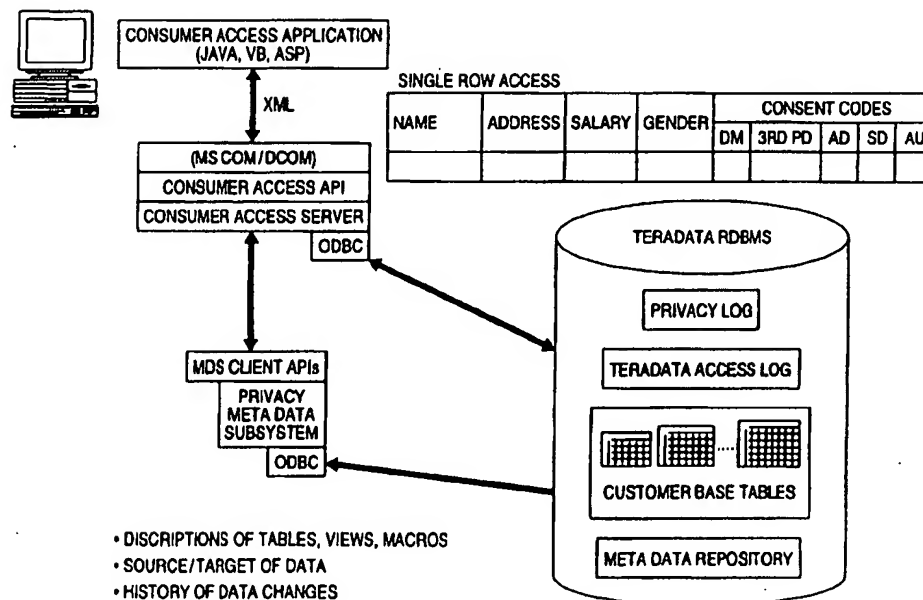 CONSUMER ACCESS APPLICATION
(JAVA, VB, ASP)
XML
SINGLE ROW ACCESS
NAME ADDRESS SALARY GENDER CONSENT CODES
DM 3RD PD AD SD AU
(MS COM/DCOM)
CONSUMER ACCESS API
CONSUMER ACCESS SERVER
ODBC
TERADATA RDBMS
PRIVACY LOG
TERADATA ACCESS LOG
CUSTOMER BASE TABLES
META DATA REPOSITORY
MDS CLIENT APIs
PRIVACY
META DATA
SUBSYSTEM
ODBC
• DISCRIPTIONS OF TABLES, VIEWS, MACROS
• SOURCE/TARGET OF DATA
• HISTORY OF DATA CHANGES